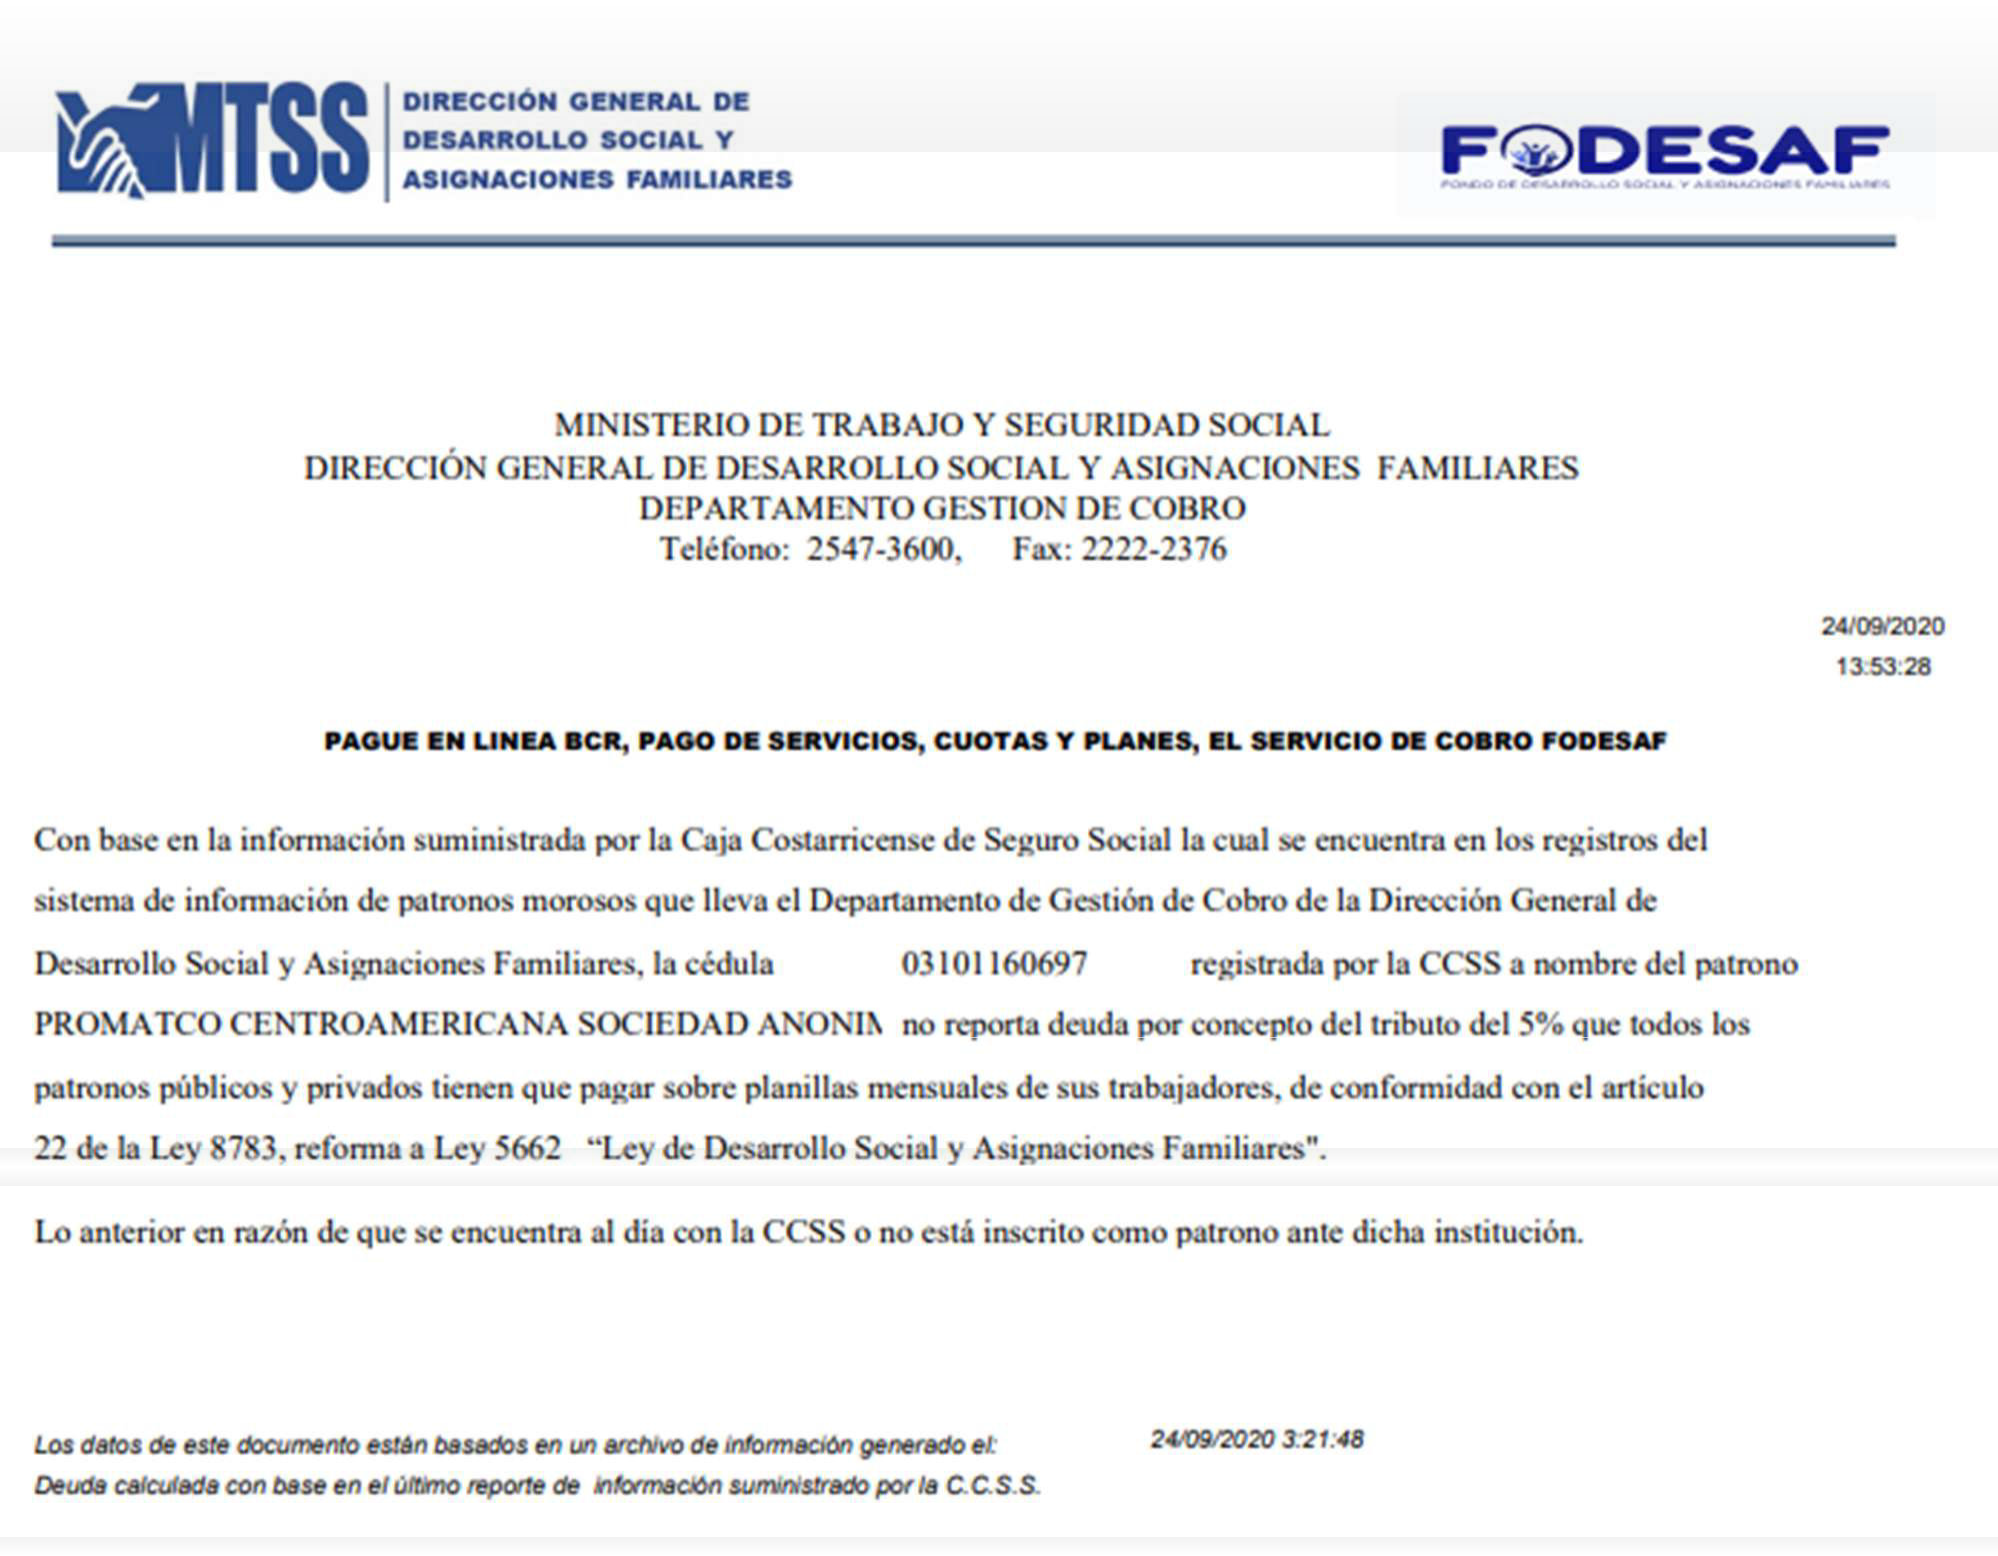 MTSS
DIRECCIÓN GENERAL DE
DESARROLLO SOCIAL Y
ASIGNACIONES FAMILIARES
FODESAF
FONDO DE DESARROLLO SOCIAL Y ASIGNACIONES FAMILIARES
MINISTERIO DE TRABAJO Y SEGURIDAD SOCIAL
DIRECCIÓN GENERAL DE DESARROLLO SOCIAL Y ASIGNACIONES FAMILIARES
DEPARTAMENTO GESTION DE COBRO
Teléfono: 2547-3600, Fax: 2222-2376
24/09/2020
13:53:28
PAGUE EN LINEA BCR, PAGO DE SERVICIOS, CUOTAS Y PLANES, EL SERVICIO DE COBRO FODESAF
Con base en la información suministrada por la Caja Costarricense de Seguro Social la cual se encuentra en los registros del
sistema de información de patronos morosos que lleva el Departamento de Gestión de Cobro de la Dirección General de
Desarrollo Social y Asignaciones Familiares, la cédula 03101160697 registrada por la CCSS a nombre del patrono
PROMATCO CENTROAMERICANA SOCIEDAD ANONIM no reporta deuda por concepto del tributo del 5% que todos los
patronos públicos y privados tienen que pagar sobre planillas mensuales de sus trabajadores, de conformidad con el artículo
22 de la Ley 8783, reforma a Ley 5662 “Ley de Desarrollo Social y Asignaciones Familiares".
Lo anterior en razón de que se encuentra al día con la CCSS o no está inscrito como patrono ante dicha institución.
Los datos de este documento están basados en un archivo de información generado el: 24/09/2020 3:21:48
Deuda calculada con base en el último reporte de información suministrado por la C.C.S.S.